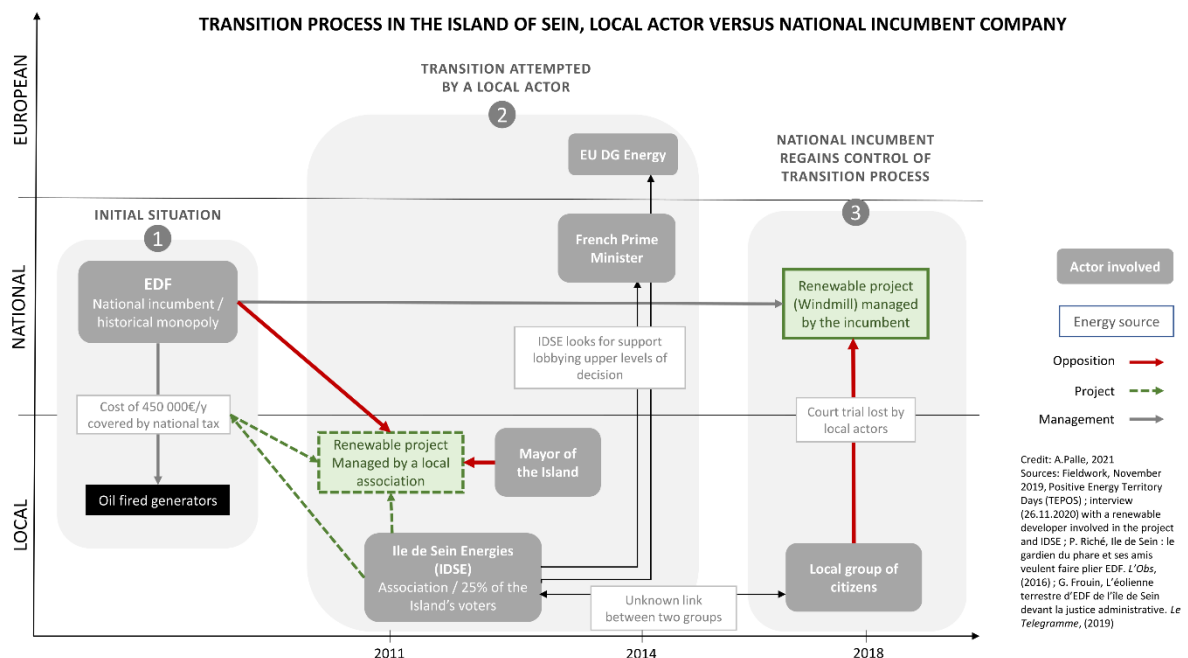 TRANSITION PROCESS IN THE ISLAND OF SEIN, LOCAL ACTOR VERSUS NATIONAL INCUMBENT COMPANY
EUROPEAN
NATIONAL
LOCAL
INITIAL SITUATION
1
EDF
National incumbent /
historical monopoly
Cost of 450 000€/y
covered by national tax
Oil fired generators
TRANSITION ATTEMPTED
BY A LOCAL ACTOR
2
EU DG Energy
French Prime
Minister
IDSE looks for support
lobbying upper levels of
decision
Renewable project
Managed by a local
association
Mayor of
the Island
Ile de Sein Energies
(IDSE)
Association / 25% of the
Island's voters
Unknown link
between two groups
NATIONAL INCUMBENT
REGAINS CONTROL OF
TRANSITION PROCESS
3
Renewable project
(Windmill) managed
by the incumbent
Court trial lost by
local actors
Local group of
citizens
2011
2014
2018
Actor involved
Energy source
Opposition
Project
Management
Credit: A.Palle, 2021
Sources: Fieldwork, November
2019, Positive Energy Territory
Days (TEPOS) ; interview
(26.11.2020) with a renewable
developer involved in the project
and IDSE ; P. Riché, Ile de Sein : le
gardien du phare et ses amis
veulent faire plier EDF. L'Obs,
(2016) ; G. Frouin, L'éolienne
terrestre d'EDF de l'île de Sein
devant la justice administrative. Le
Telegramme, (2019)